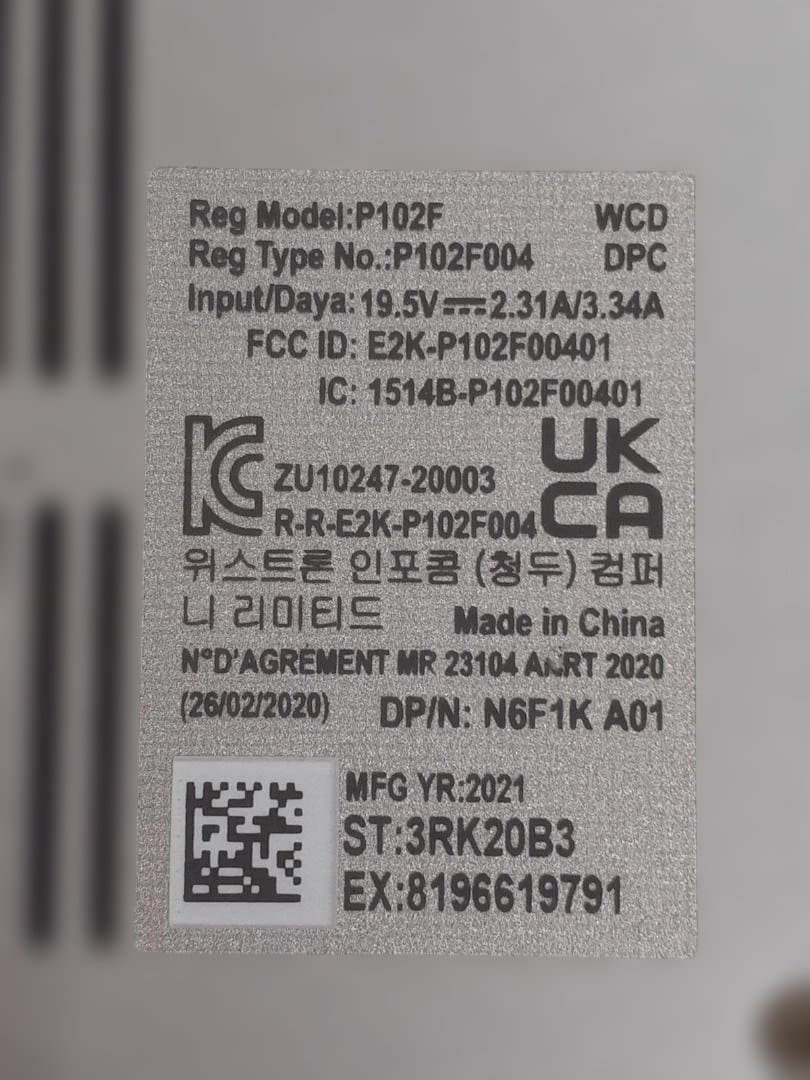 Reg Model:P102F WCD
Reg Type No.:P102F004 DPC
Input/Daya: 19.5V⎓2.31A/3.34A
FCC ID: E2K-P102F00401
IC: 1514B-P102F00401
KC ZU10247-20003 UK
R-R-E2K-P102F004 CA
위스트론 인포콤 (청두) 컴퍼
니 리미티드 Made in China
N°D'AGREMENT MR 23104 ANRT 2020
(26/02/2020) DP/N: N6F1K A01
MFG YR:2021
ST:3RK20B3
EX:8196619791